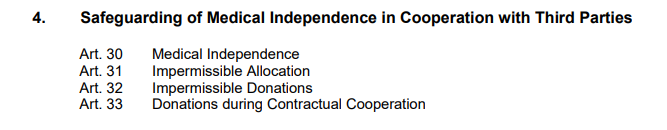 4. Safeguarding of Medical Independence in Cooperation with Third Parties
Art. 30 Medical Independence
Art. 31 Impermissible Allocation
Art. 32 Impermissible Donations
Art. 33 Donations during Contractual Cooperation